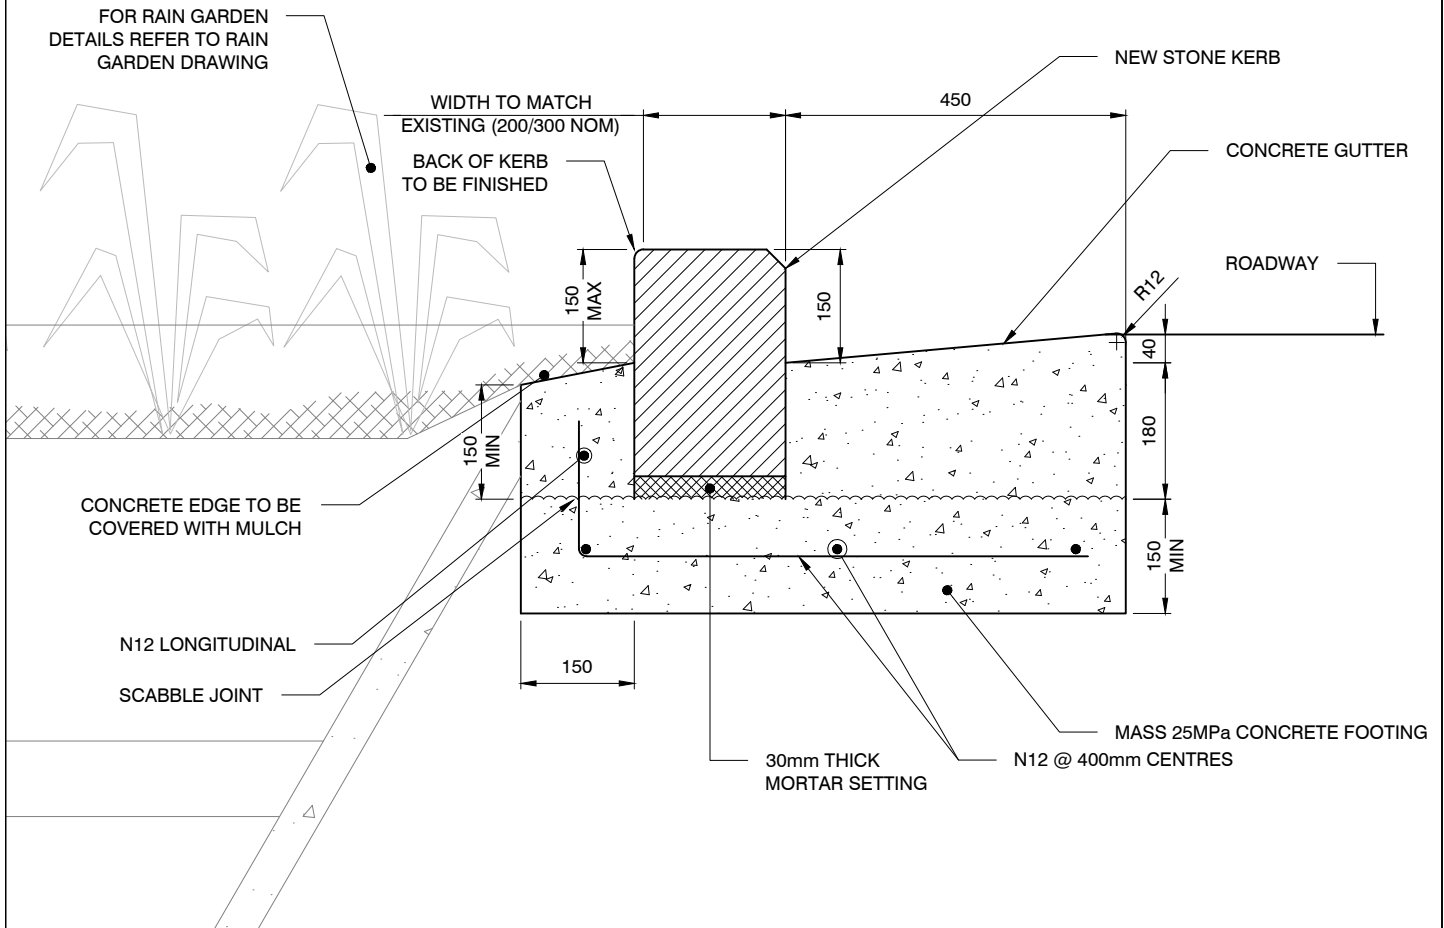 FOR RAIN GARDEN
DETAILS REFER TO RAIN
GARDEN DRAWING
NEW STONE KERB
WIDTH TO MATCH
EXISTING (200/300 NOM)
450
BACK OF KERB
TO BE FINISHED
CONCRETE GUTTER
ROADWAY
R12
150
MAX
150
40
180
150
MIN
150
MIN
CONCRETE EDGE TO BE
COVERED WITH MULCH
N12 LONGITUDINAL
SCABBLE JOINT
150
30mm THICK
MORTAR SETTING
MASS 25MPa CONCRETE FOOTING
N12 @ 400mm CENTRES